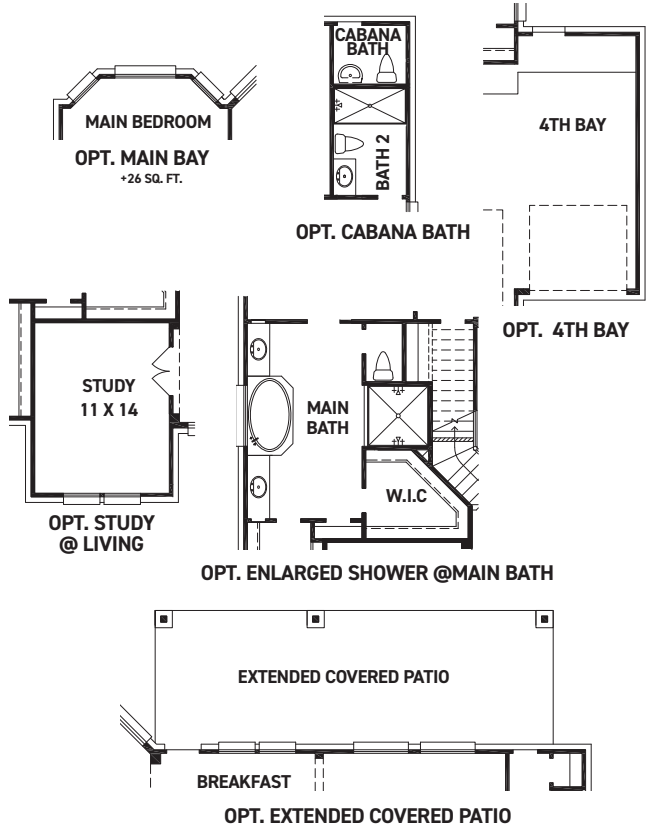 MAIN BEDROOM
OPT. MAIN BAY
+26 SQ. FT.
CABANA
BATH
BATH 2
OPT. CABANA BATH
4TH BAY
OPT. 4TH BAY
STUDY
11 X 14
OPT. STUDY
@ LIVING
MAIN
BATH
W.I.C
OPT. ENLARGED SHOWER @MAIN BATH
EXTENDED COVERED PATIO
BREAKFAST
OPT. EXTENDED COVERED PATIO